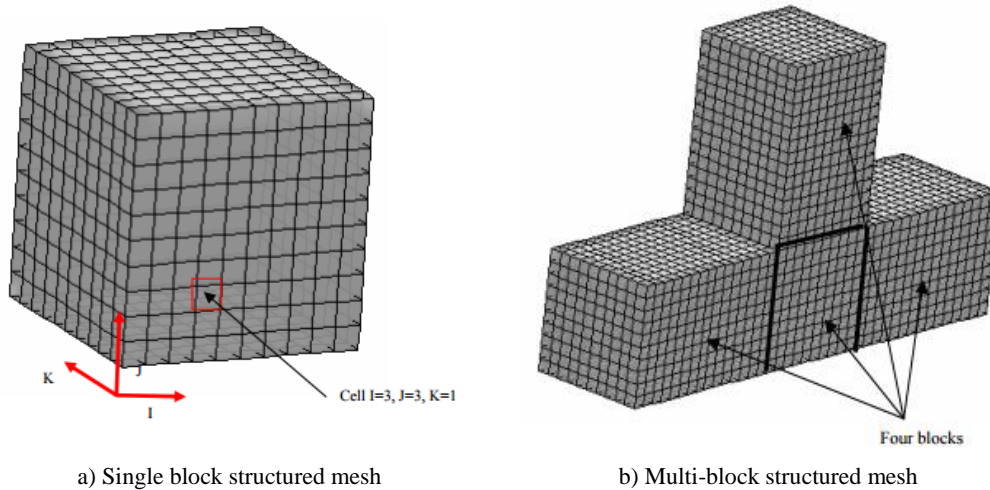 K
J
I
Cell I=3, J=3, K=1
Four blocks
a) Single block structured mesh
b) Multi-block structured mesh